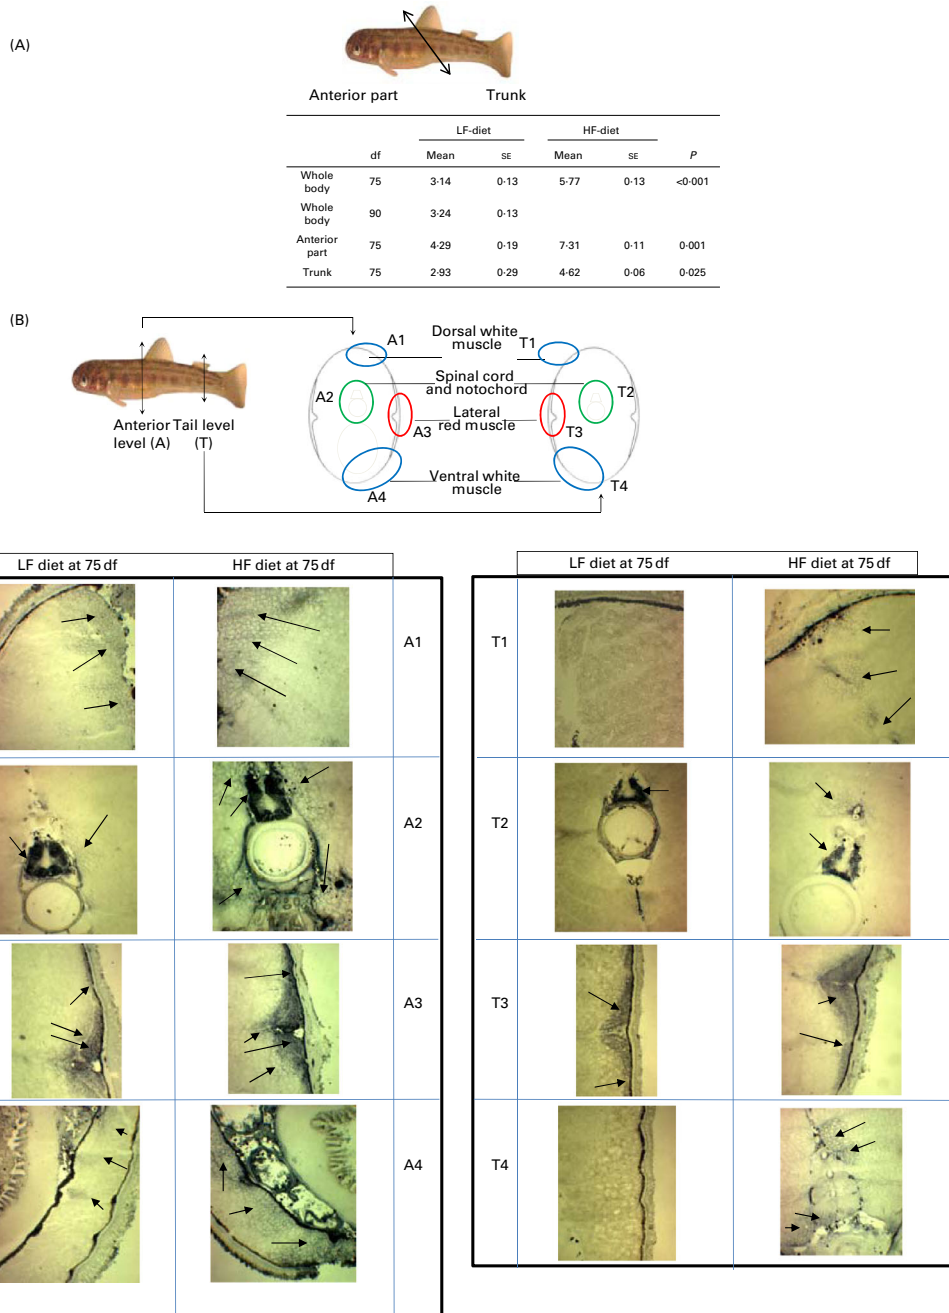 (A)
Anterior part Trunk
LF-diet HF-diet
df Mean SE Mean SE P
Whole body 75 3·14 0·13 5·77 0·13 <0·001
Whole body 90 3·24 0·13
Anterior part 75 4·29 0·19 7·31 0·11 0·001
Trunk 75 2·93 0·29 4·62 0·06 0·025
(B)
A1 Dorsal white muscle T1
A2 Spinal cord and notochord T2
A3 Lateral red muscle T3
A4 Ventral white muscle T4
Anterior level (A) Tail level (T)
LF diet at 75 df HF diet at 75 df LF diet at 75 df HF diet at 75 df
A1 T1
A2 T2
A3 T3
A4 T4